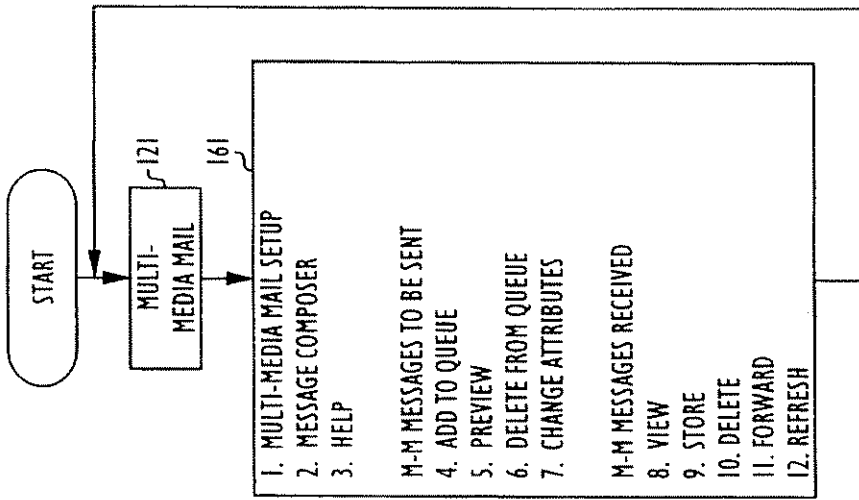 START
121
MULTI-
MEDIA MAIL
161
1. MULTI-MEDIA MAIL SETUP
2. MESSAGE COMPOSER
3. HELP
M-M MESSAGES TO BE SENT
4. ADD TO QUEUE
5. PREVIEW
6. DELETE FROM QUEUE
7. CHANGE ATTRIBUTES
M-M MESSAGES RECEIVED
8. VIEW
9. STORE
10. DELETE
11. FORWARD
12. REFRESH